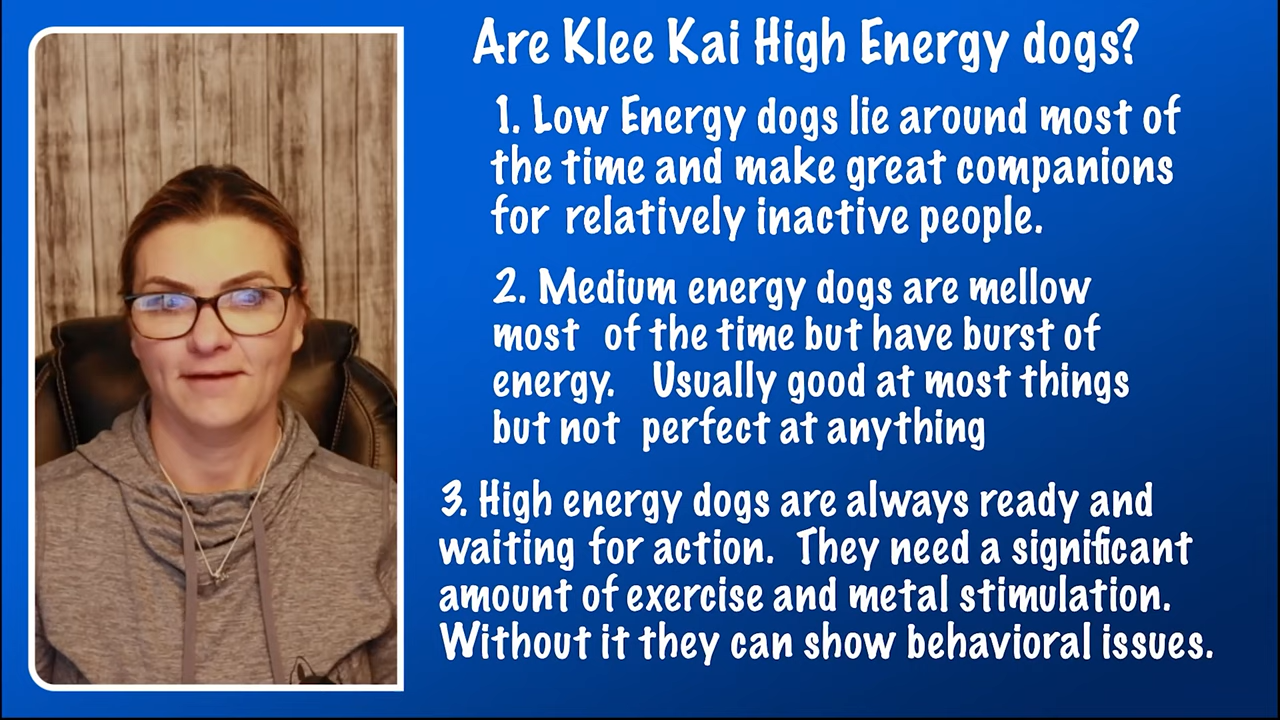 Are Klee Kai High Energy dogs?
1. Low Energy dogs lie around most of
the time and make great companions
for relatively inactive people.
2. Medium energy dogs are mellow
most of the time but have burst of
energy. Usually good at most things
but not perfect at anything
3. High energy dogs are always ready and
waiting for action. They need a significant
amount of exercise and metal stimulation.
Without it they can show behavioral issues.